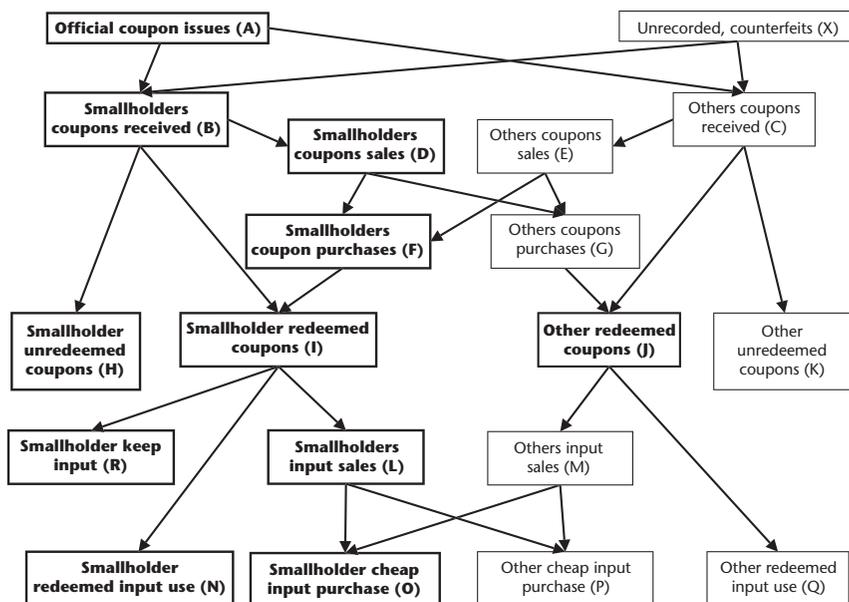 Official coupon issues (A)
Unrecorded, counterfeits (X)
Smallholders
coupons received (B)
Others coupons
received (C)
Smallholders
coupons sales (D)
Others coupons
sales (E)
Smallholders
coupon purchases (F)
Others coupons
purchases (G)
Smallholder
unredeemed
coupons (H)
Smallholder redeemed
coupons (I)
Other redeemed
coupons (J)
Other
unredeemed
coupons (K)
Smallholder keep
input (R)
Smallholders
input sales (L)
Others input
sales (M)
Smallholder
redeemed input use (N)
Smallholder cheap
input purchase (O)
Other cheap input
purchase (P)
Other redeemed
input use (Q)